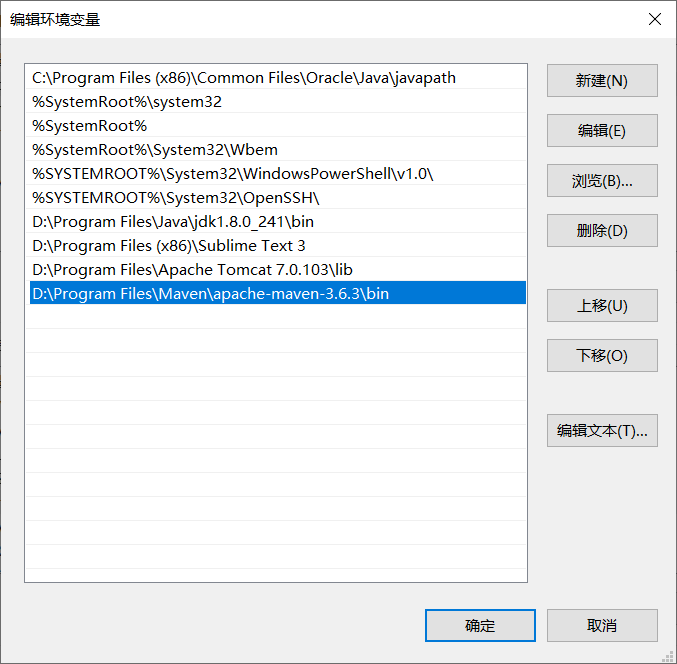 编辑环境变量
C:\Program Files (x86)\Common Files\Oracle\Java\javapath
%SystemRoot%\system32
%SystemRoot%
%SystemRoot%\System32\Wbem
%SYSTEMROOT%\System32\WindowsPowerShell\v1.0\
%SYSTEMROOT%\System32\OpenSSH\
D:\Program Files\Java\jdk1.8.0_241\bin
D:\Program Files (x86)\Sublime Text 3
D:\Program Files\Apache Tomcat 7.0.103\lib
D:\Program Files\Maven\apache-maven-3.6.3\bin
新建(N)
编辑(E)
浏览(B)...
删除(D)
上移(U)
下移(O)
编辑文本(T)...
确定
取消